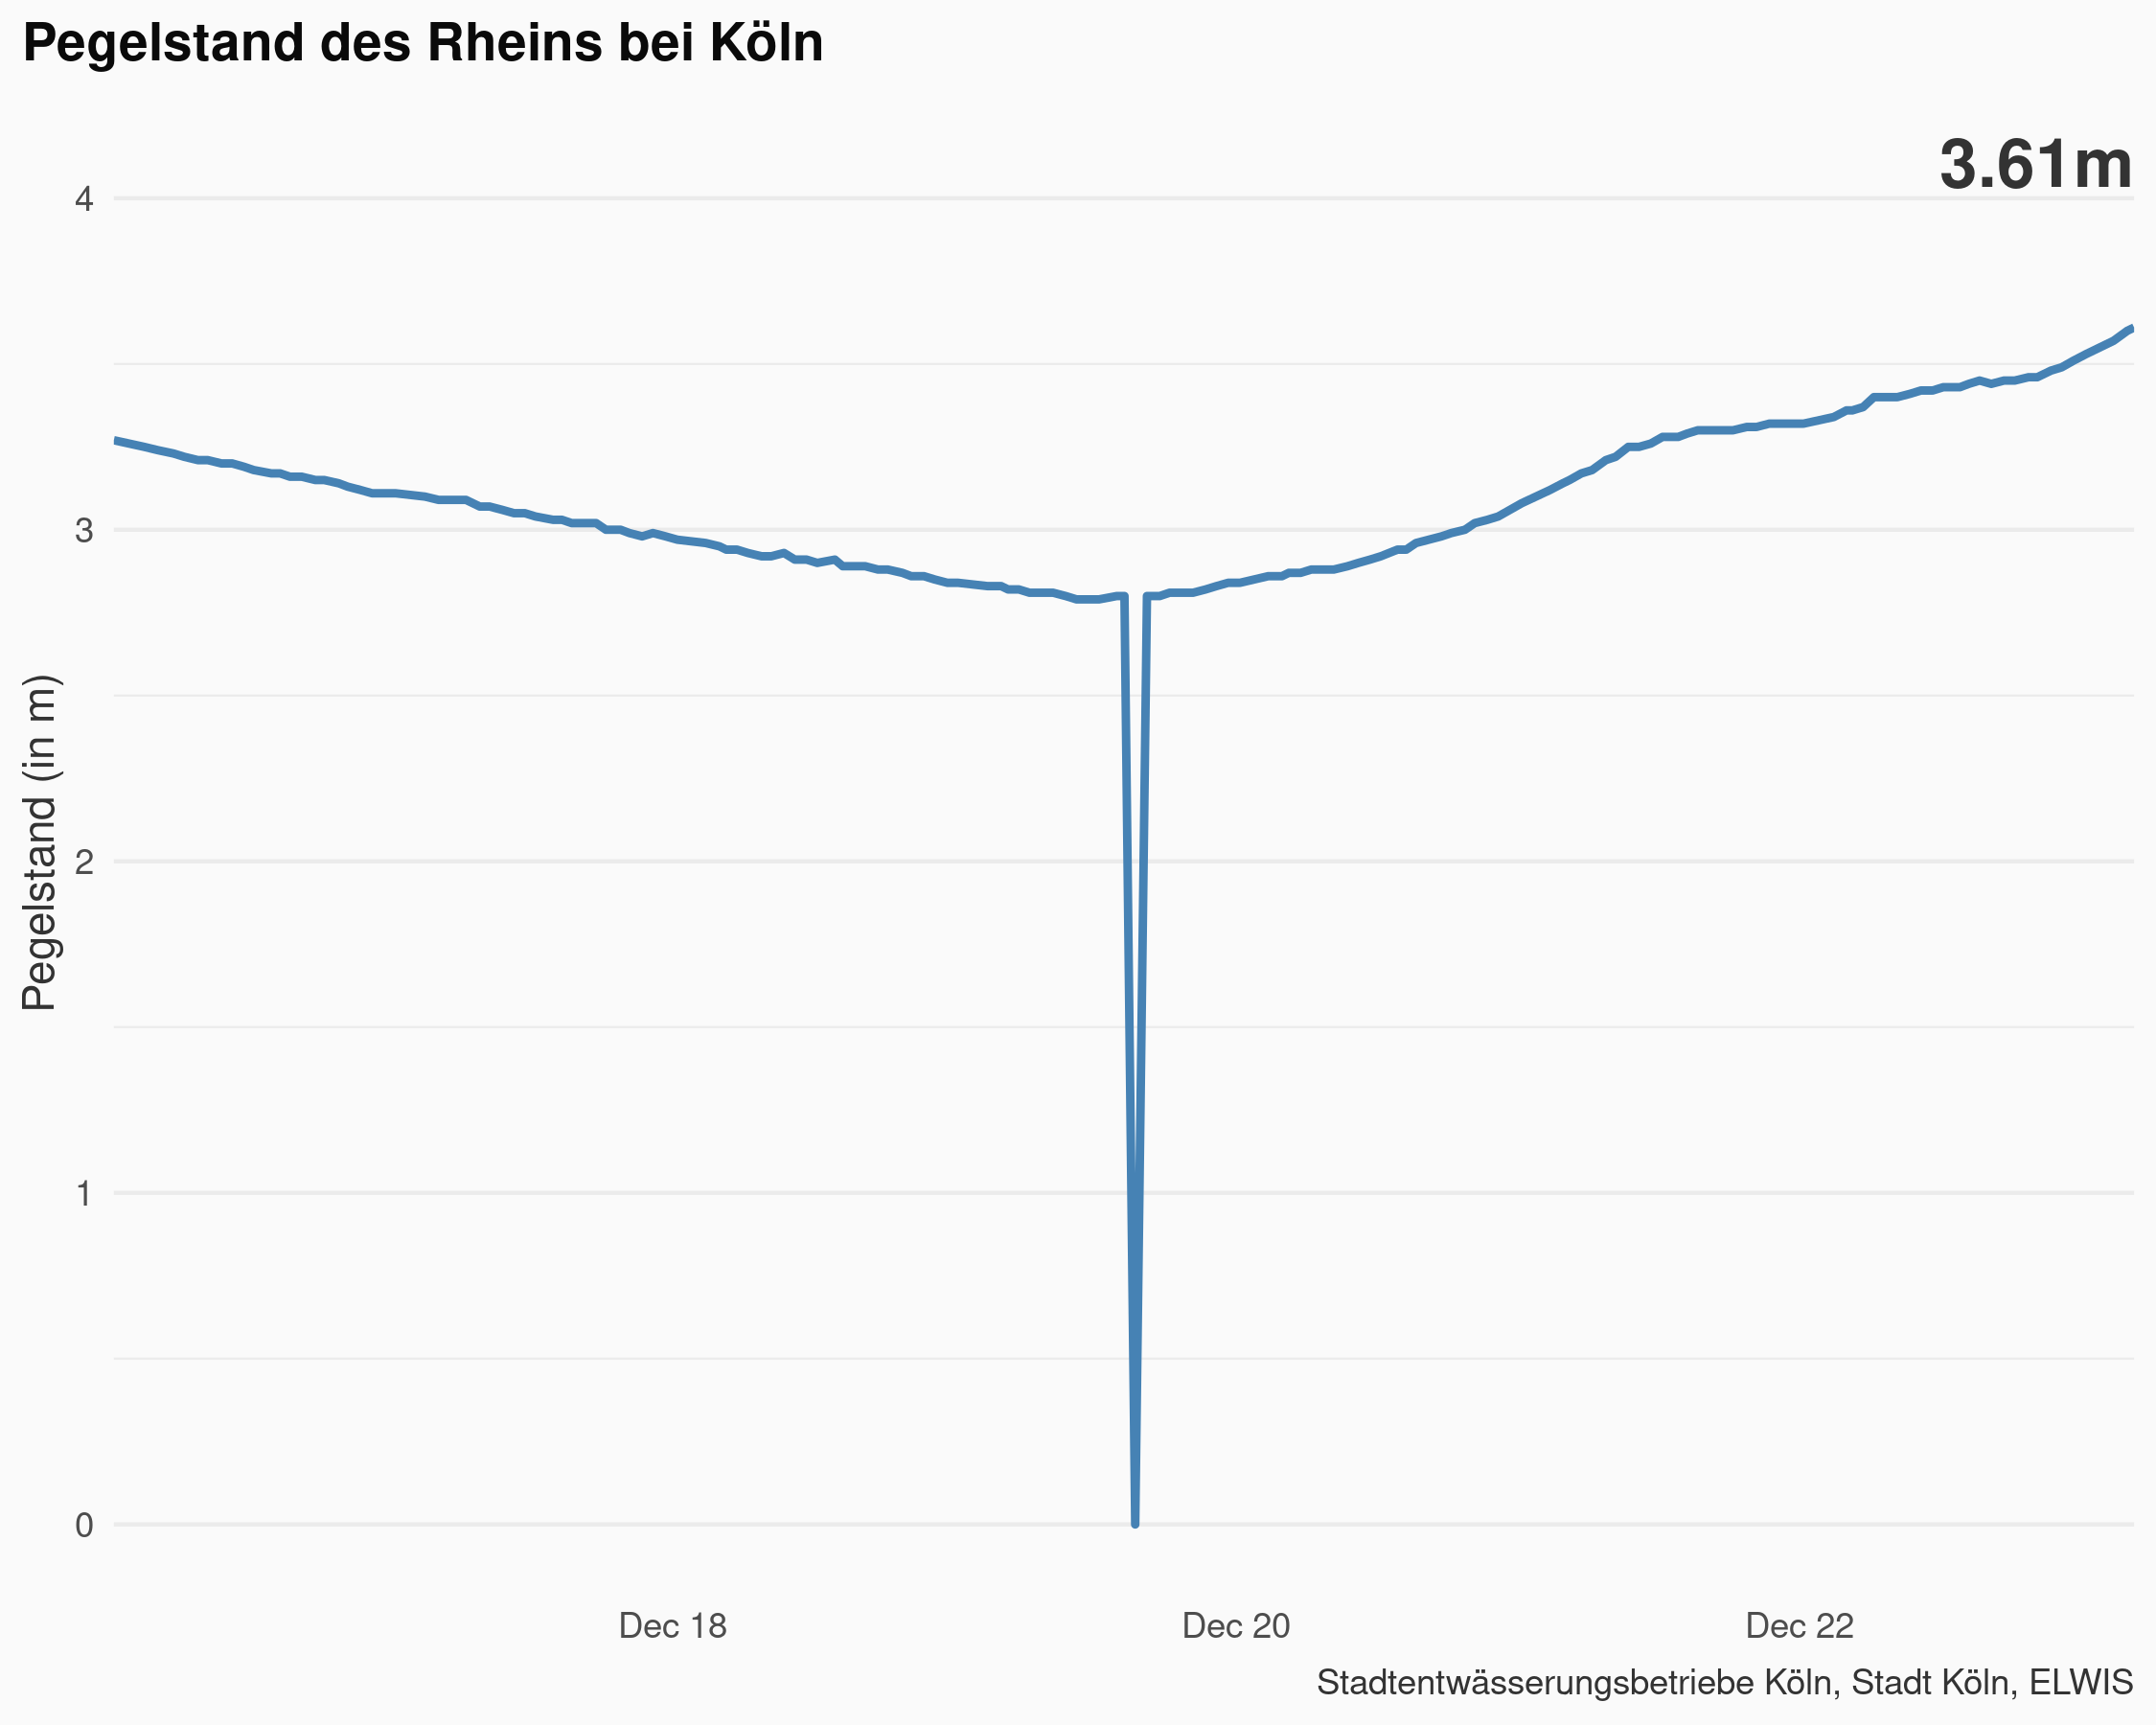 Pegelstand des Rheins bei Köln
3.61m
Pegelstand (in m)
4
3
2
1
0
Dec 18
Dec 20
Dec 22
Stadtentwässerungsbetriebe Köln, Stadt Köln, ELWIS